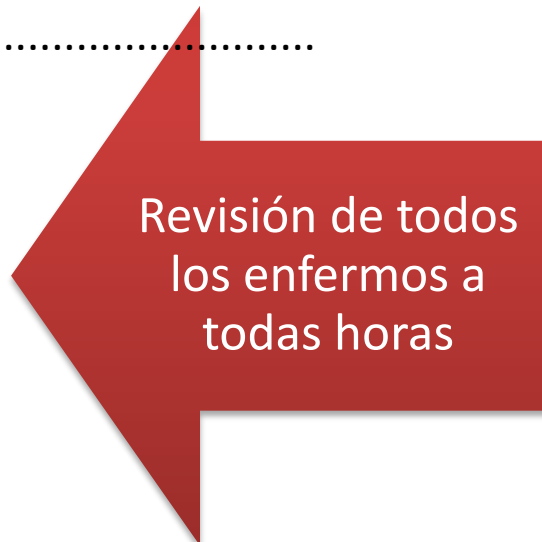 ..........................
Revisión de todos
los enfermos a
todas horas